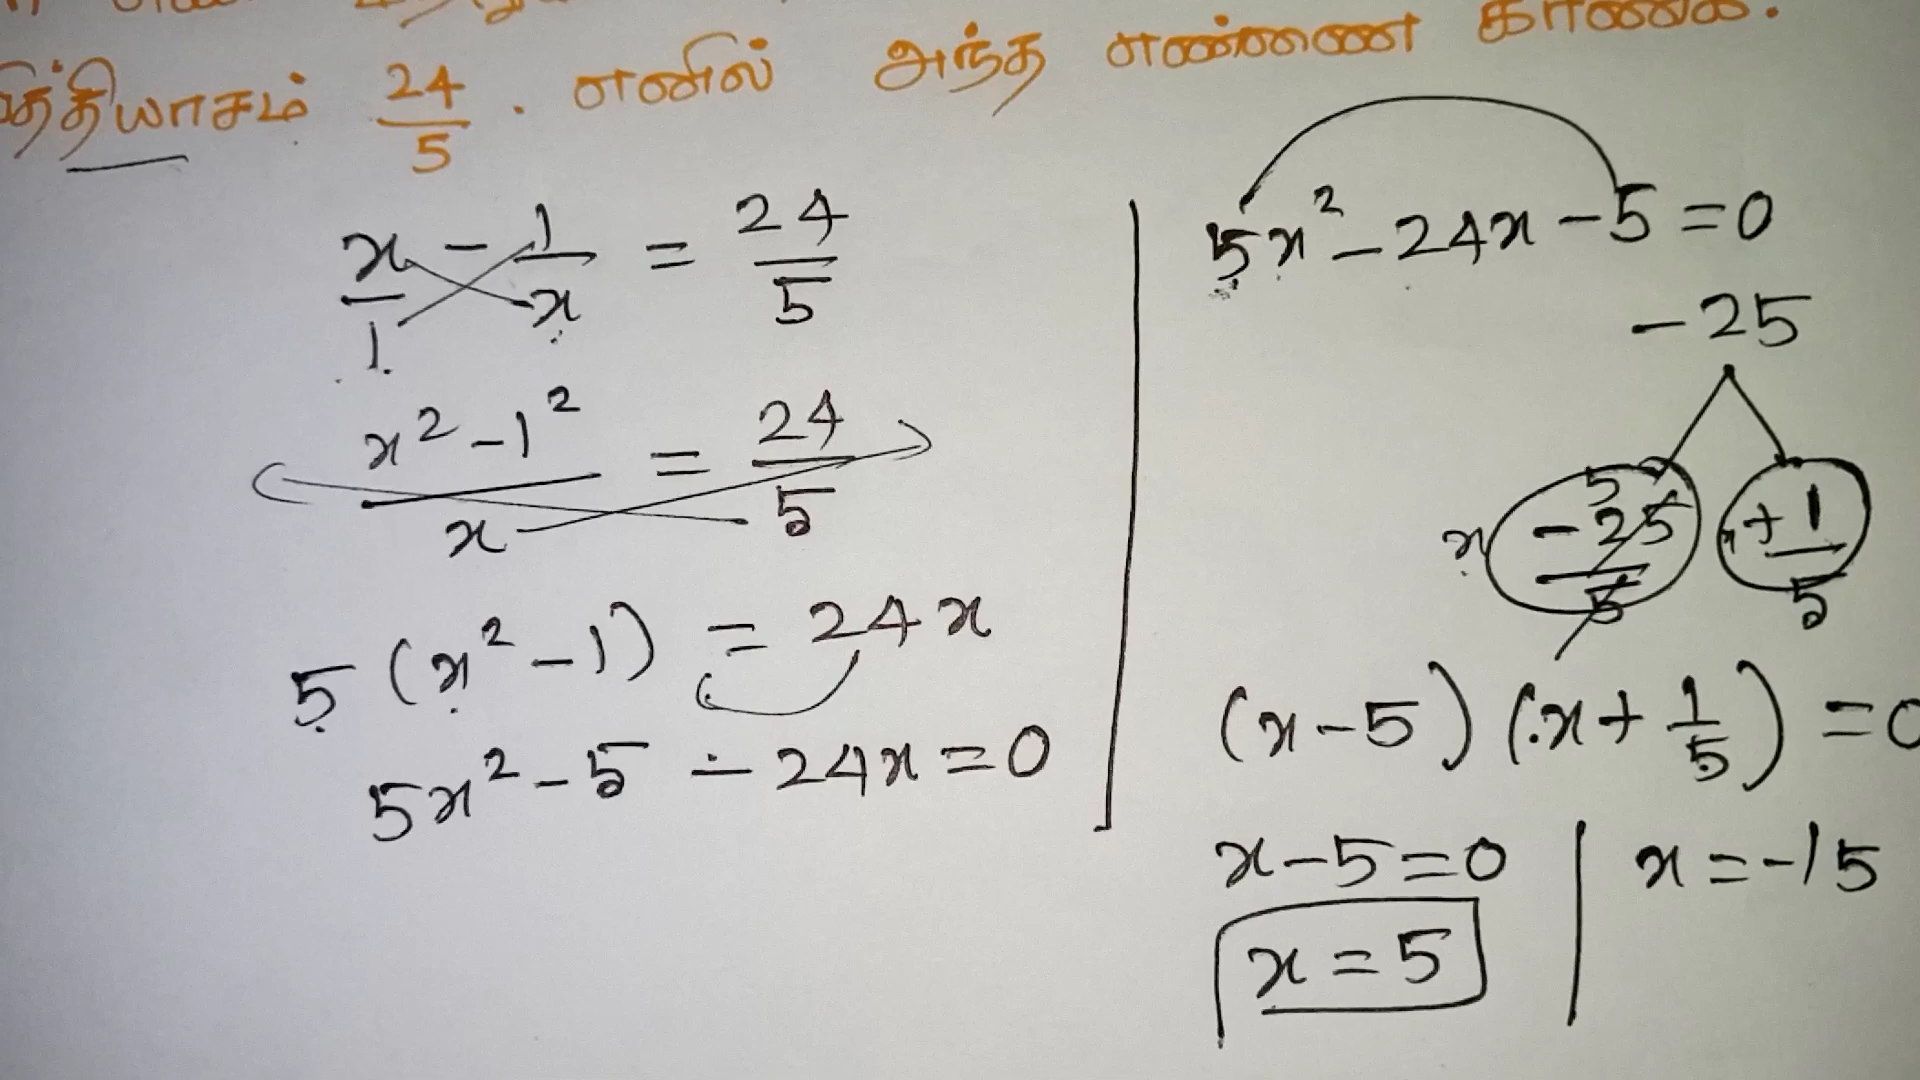 வித்தியாசம் 24/5 . எனில் அந்த எண்ணை காண்க.
x/1 - 1/x = 24/5
x² - 1² / x = 24/5
5 (x² - 1) = 24x
5x² - 5 - 24x = 0
5x² - 24x - 5 = 0
-25
5
x -25/5 +1/5
(x - 5) (x + 1/5) = 0
x - 5 = 0 x = -15
x = 5